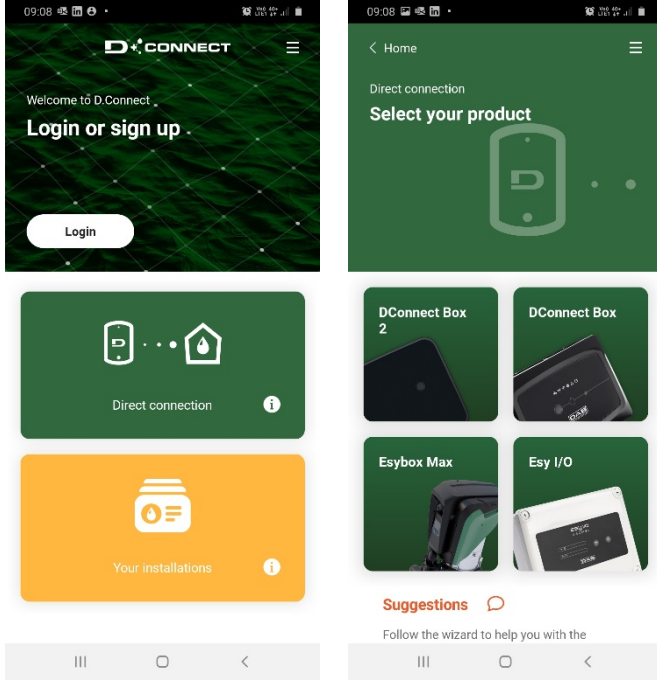 09:08
D+CONNECT
Welcome to D.Connect
Login or sign up
Login
Direct connection
Your installations
09:08
Home
Direct connection
Select your product
D
DConnect Box
2
DConnect Box
DAB
Esybox Max
Esy I/O
DAB
Suggestions
Follow the wizard to help you with the